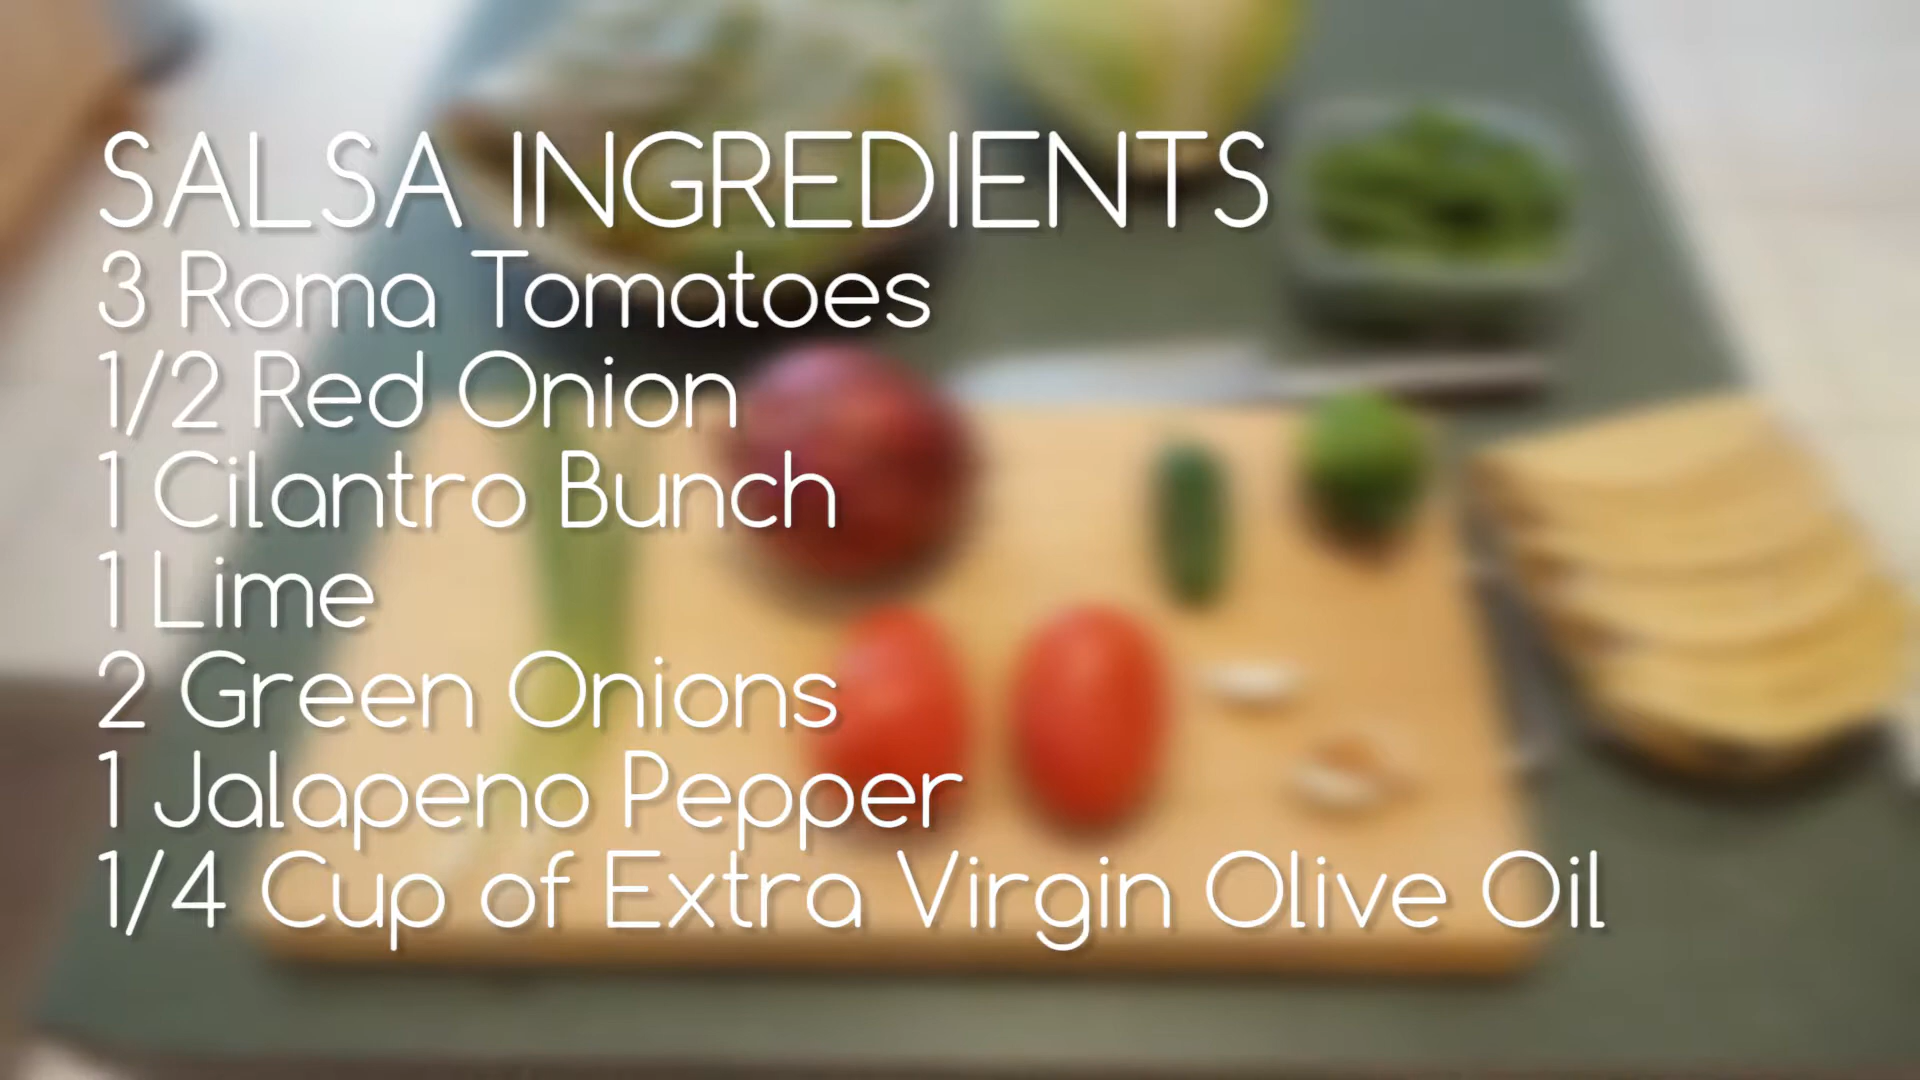 SALSA INGREDIENTS
3 Roma Tomatoes
1/2 Red Onion
1 Cilantro Bunch
1 Lime
2 Green Onions
1 Jalapeno Pepper
1/4 Cup of Extra Virgin Olive Oil